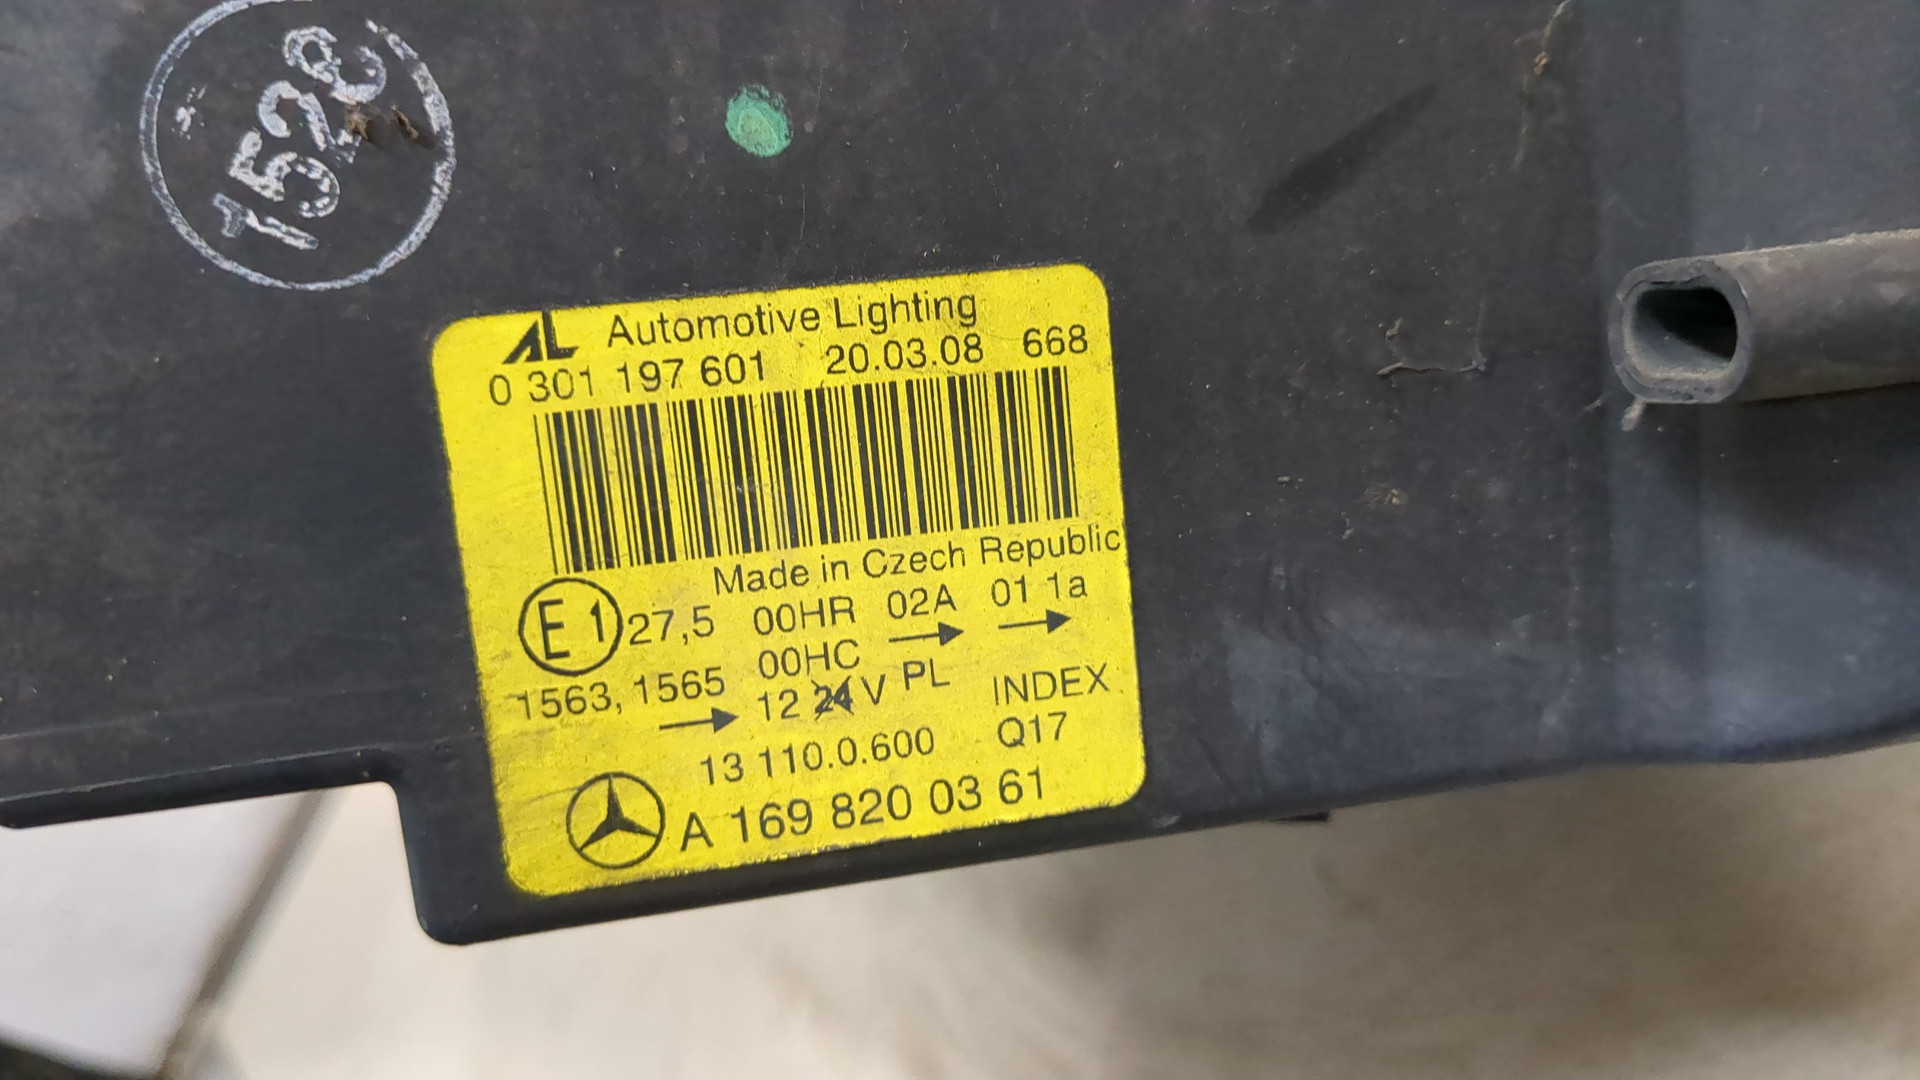 1528
AL Automotive Lighting
0 301 197 601 20.03.08 668
Made in Czech Republic
E1 27,5 00HR 02A 01 1a
00HC → →
1563, 1565 → 12 24 V PL INDEX
13 110.0.600 Q17
A 169 820 03 61